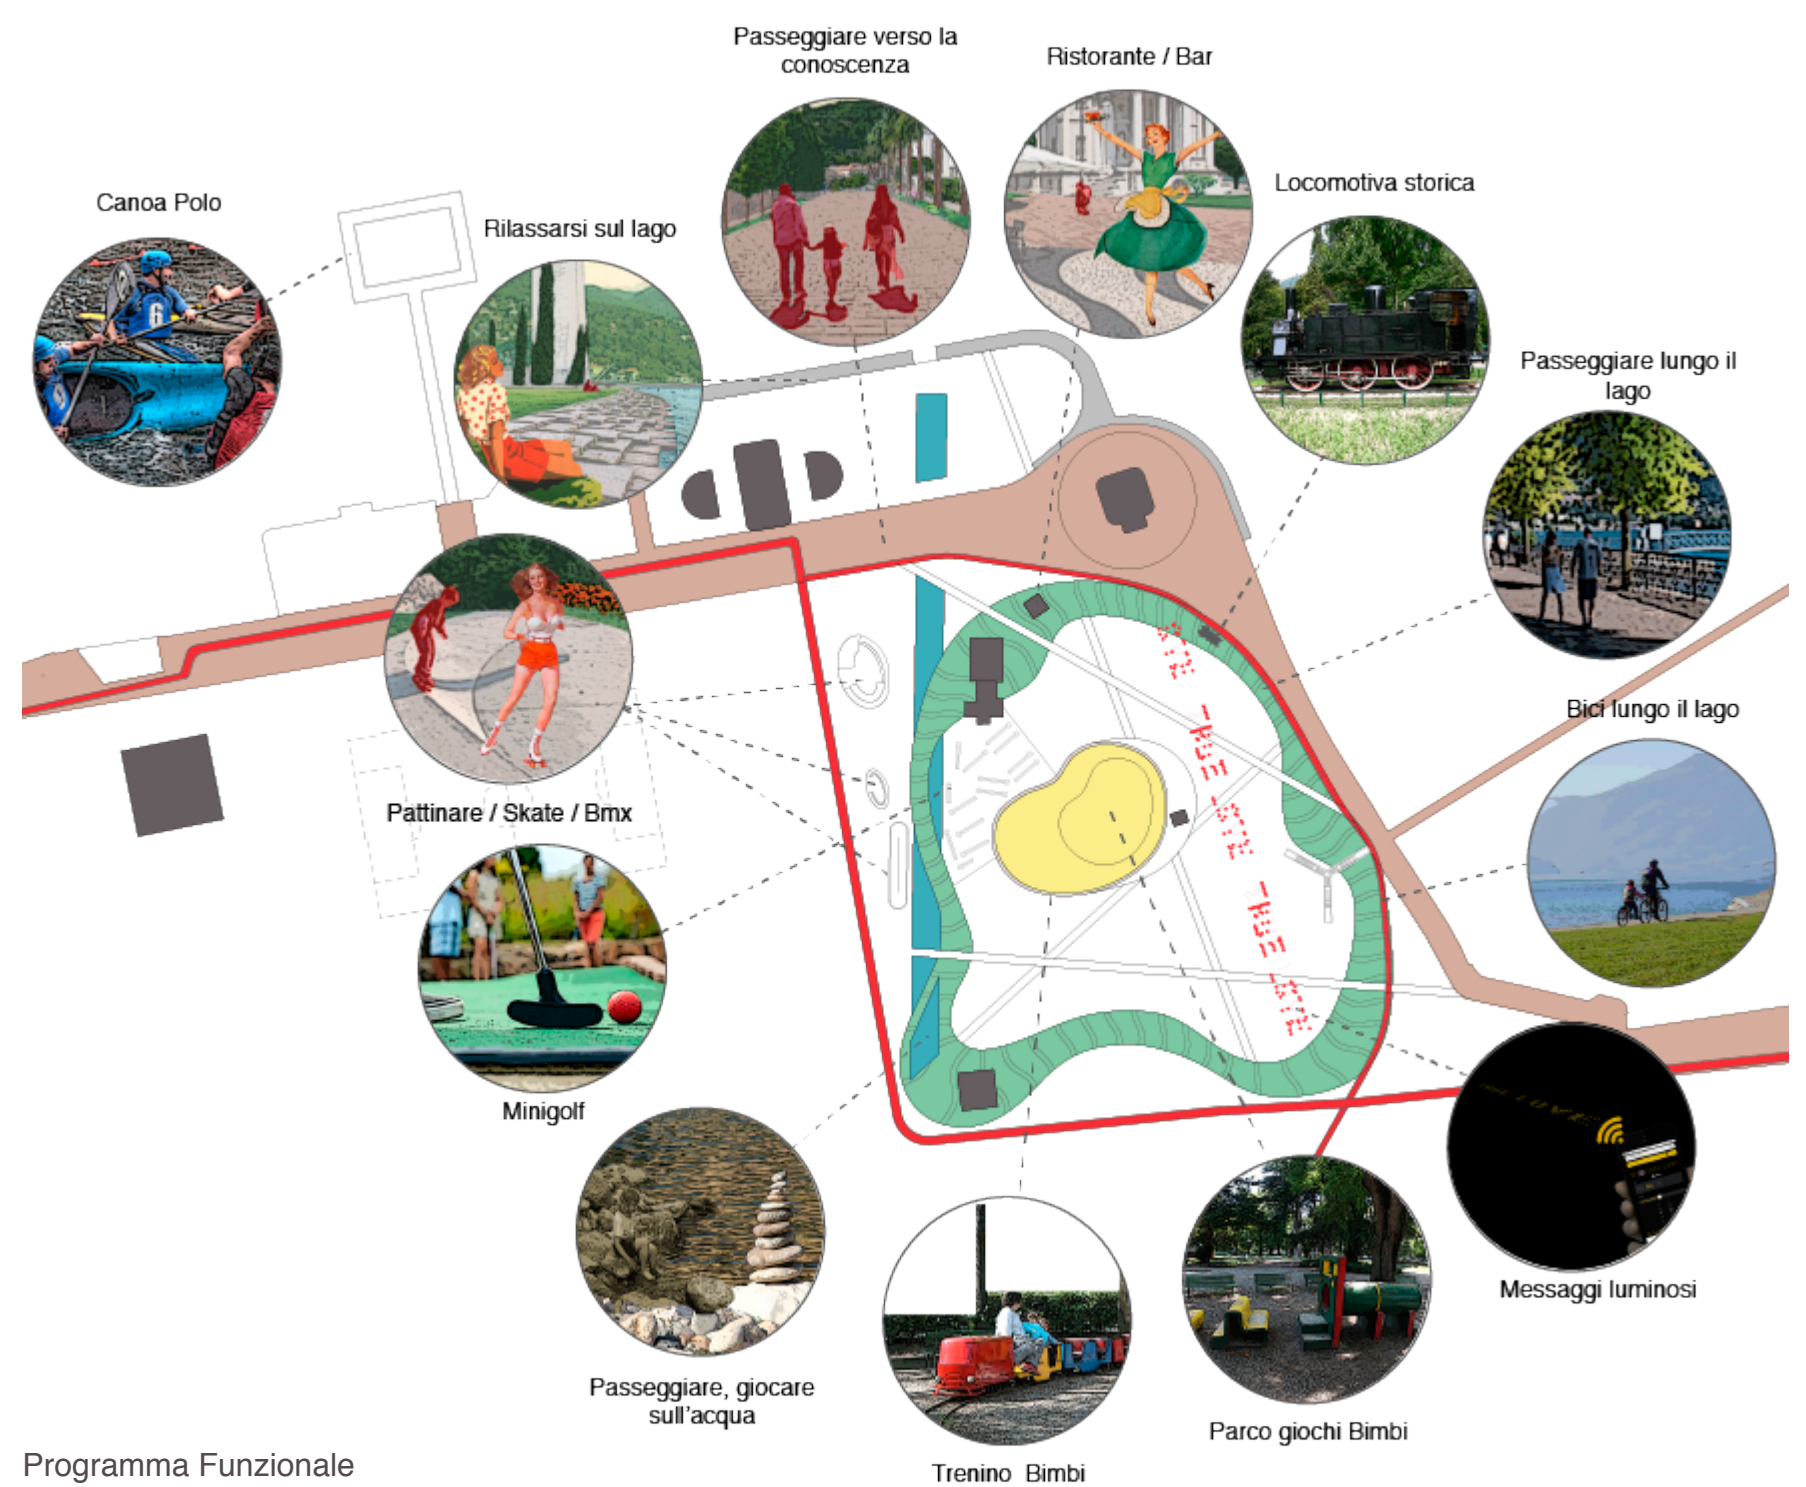 Passeggiare verso la
conoscenza
Ristorante / Bar
Locomotiva storica
Canoa Polo
Rilassarsi sul lago
Passeggiare lungo il
lago
Bici lungo il lago
Pattinare / Skate / Bmx
Minigolf
Messaggi luminosi
Passeggiare, giocare
sull'acqua
Parco giochi Bimbi
Trenino Bimbi
Programma Funzionale